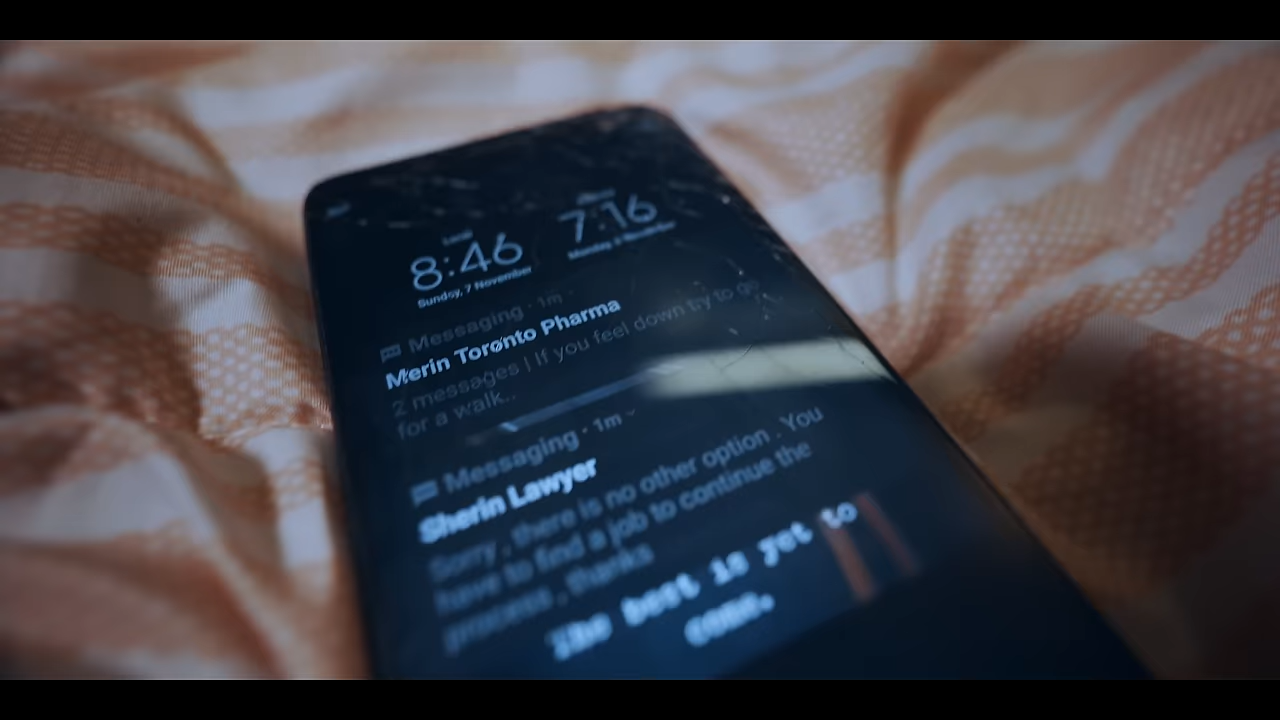 8:46
Sunday, 7 November
7:16
Messaging · 1m
Merin Toronto Pharma
2 messages | If you feel down try to go
for a walk..
Messaging · 1m
Sherin Lawyer
Sorry , there is no other option . You
have to find a job to continue the
process , thanks
The best is yet to
come.